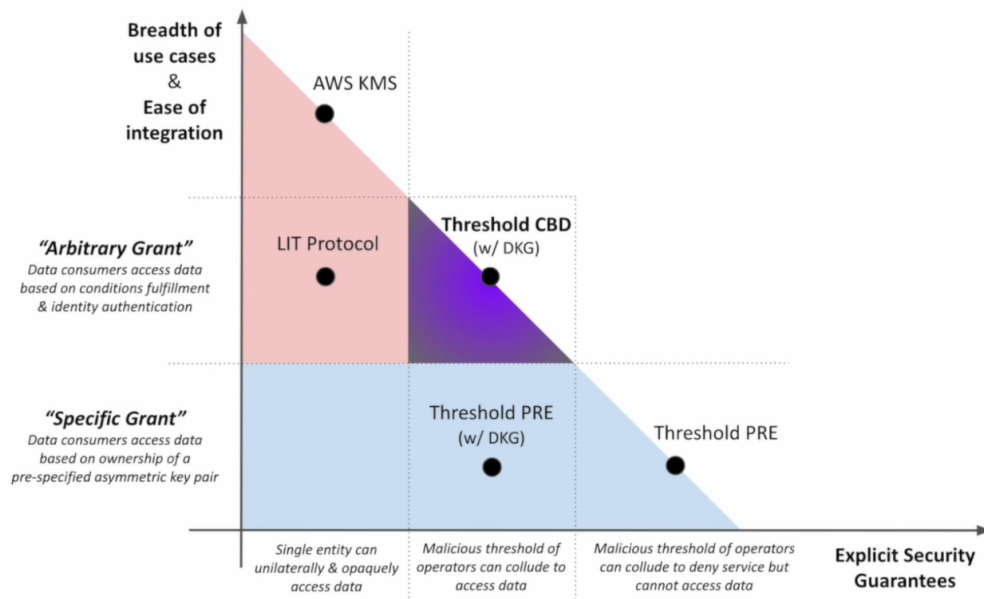 Breadth of
use cases
&
Ease of
integration
AWS KMS
“Arbitrary Grant”
Data consumers access data
based on conditions fulfillment
& identity authentication
LIT Protocol
Threshold CBD
(w/ DKG)
“Specific Grant”
Data consumers access data
based on ownership of a
pre-specified asymmetric key pair
Threshold PRE
(w/ DKG)
Threshold PRE
Single entity can
unilaterally & opaquely
access data
Malicious threshold of
operators can collude to
access data
Malicious threshold of operators
can collude to deny service but
cannot access data
Explicit Security
Guarantees